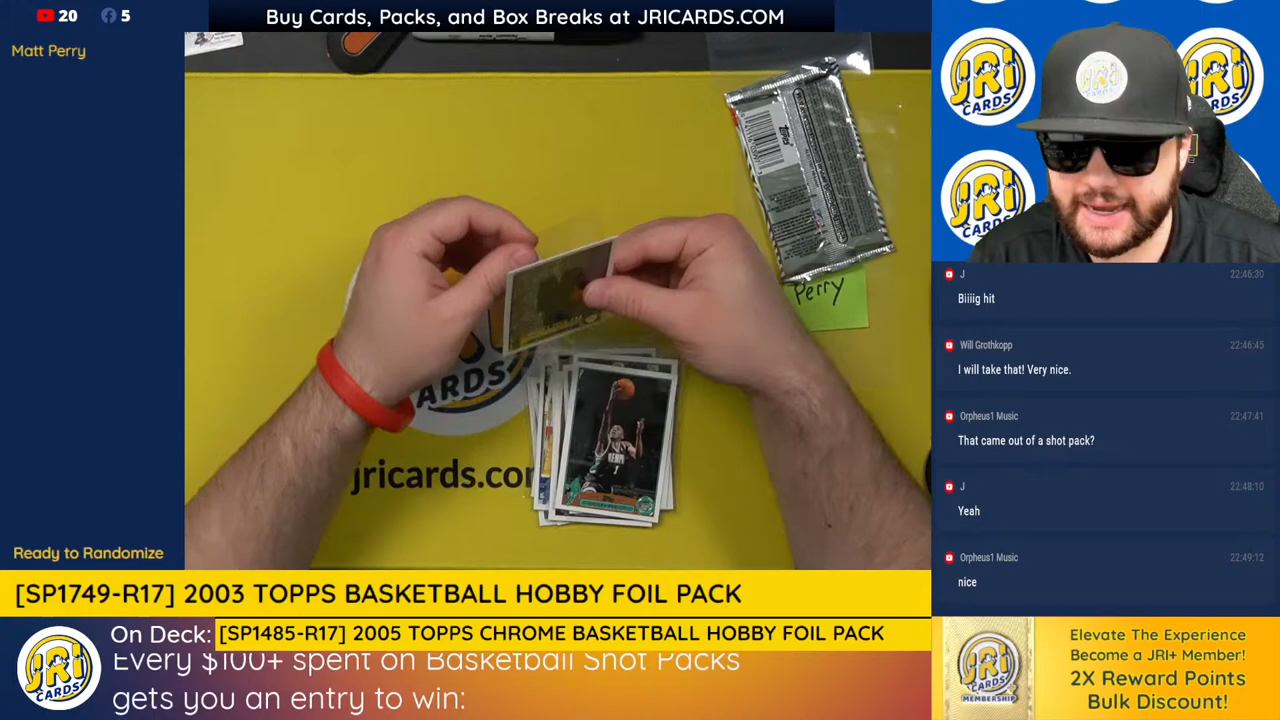 20 5
Buy Cards, Packs, and Box Breaks at JRICARDS.COM
Matt Perry
Topps
Perry
ARDS
jricards.com
JRI
CARDS
JRI
CARDS
JRI
CARDS
J 22:46:30
Biiiig hit
Will Grothkopp 22:46:45
I will take that! Very nice.
Orpheus1 Music 22:47:41
That came out of a shot pack?
J 22:48:10
Yeah
Orpheus1 Music 22:49:12
nice
Ready to Randomize
[SP1749-R17] 2003 TOPPS BASKETBALL HOBBY FOIL PACK
On Deck: [SP1485-R17] 2005 TOPPS CHROME BASKETBALL HOBBY FOIL PACK
Every $100+ spent on Basketball Shot Packs
gets you an entry to win:
JRI
CARDS
JRI
CARDS
MEMBERSHIP
Elevate The Experience
Become a JRI+ Member!
2X Reward Points
Bulk Discount!